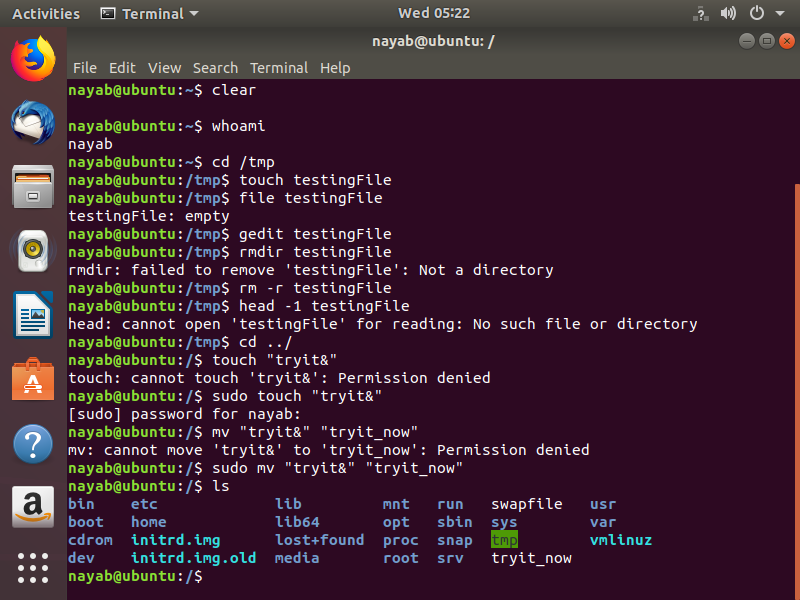 Activities Terminal Wed 05:22
nayab@ubuntu: /
File Edit View Search Terminal Help
nayab@ubuntu:~$ clear
nayab@ubuntu:~$ whoami
nayab
nayab@ubuntu:~$ cd /tmp
nayab@ubuntu:/tmp$ touch testingFile
nayab@ubuntu:/tmp$ file testingFile
testingFile: empty
nayab@ubuntu:/tmp$ gedit testingFile
nayab@ubuntu:/tmp$ rmdir testingFile
rmdir: failed to remove 'testingFile': Not a directory
nayab@ubuntu:/tmp$ rm -r testingFile
nayab@ubuntu:/tmp$ head -1 testingFile
head: cannot open 'testingFile' for reading: No such file or directory
nayab@ubuntu:/tmp$ cd ../
nayab@ubuntu:/$ touch "tryit&"
touch: cannot touch 'tryit&': Permission denied
nayab@ubuntu:/$ sudo touch "tryit&"
[sudo] password for nayab:
nayab@ubuntu:/$ mv "tryit&" "tryit_now"
mv: cannot move 'tryit&' to 'tryit_now': Permission denied
nayab@ubuntu:/$ sudo mv "tryit&" "tryit_now"
nayab@ubuntu:/$ ls
bin etc lib mnt run swapfile usr
boot home lib64 opt sbin sys var
cdrom initrd.img lost+found proc snap tmp vmlinuz
dev initrd.img.old media root srv tryit_now
nayab@ubuntu:/$